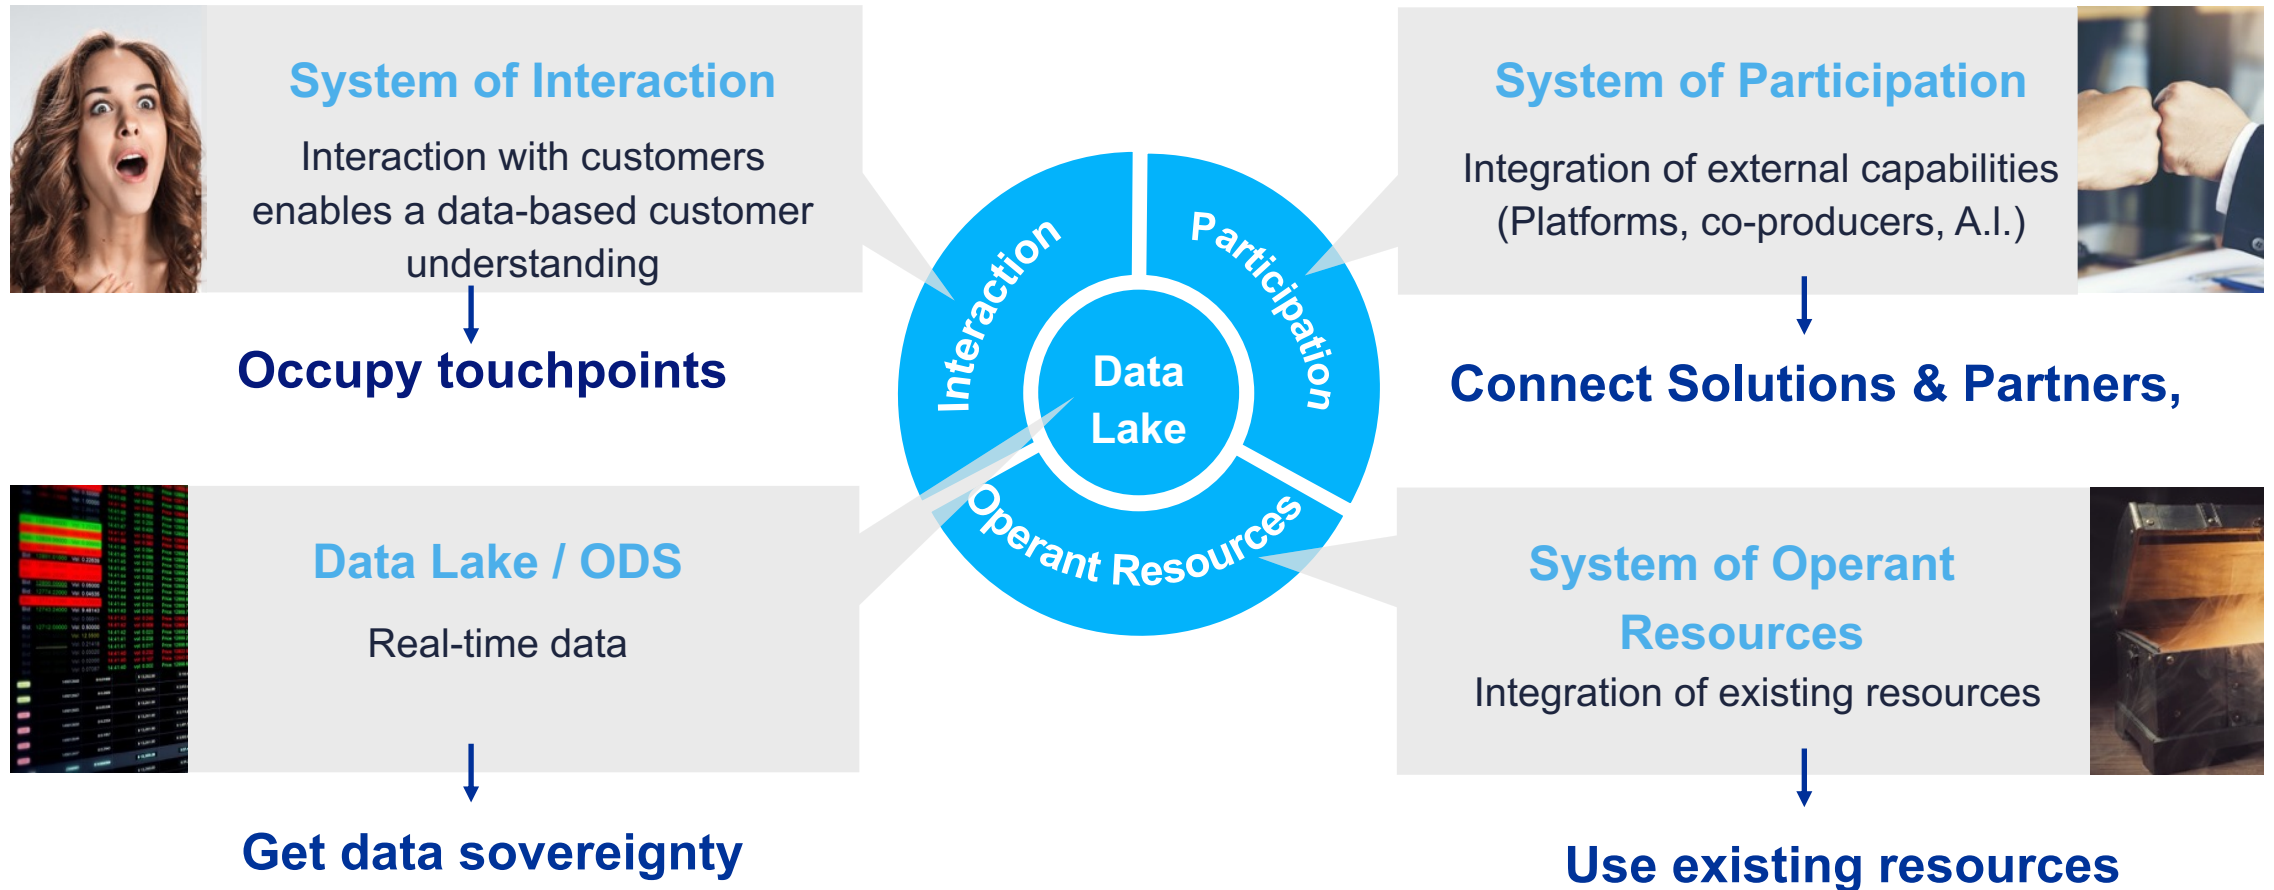 System of Interaction
Interaction with customers
enables a data-based customer
understanding
Occupy touchpoints
System of Participation
Integration of external capabilities
(Platforms, co-producers, A.I.)
Connect Solutions & Partners,
Interaction
Participation
Data
Lake
Operant Resources
Data Lake / ODS
Real-time data
Get data sovereignty
System of Operant
Resources
Integration of existing resources
Use existing resources